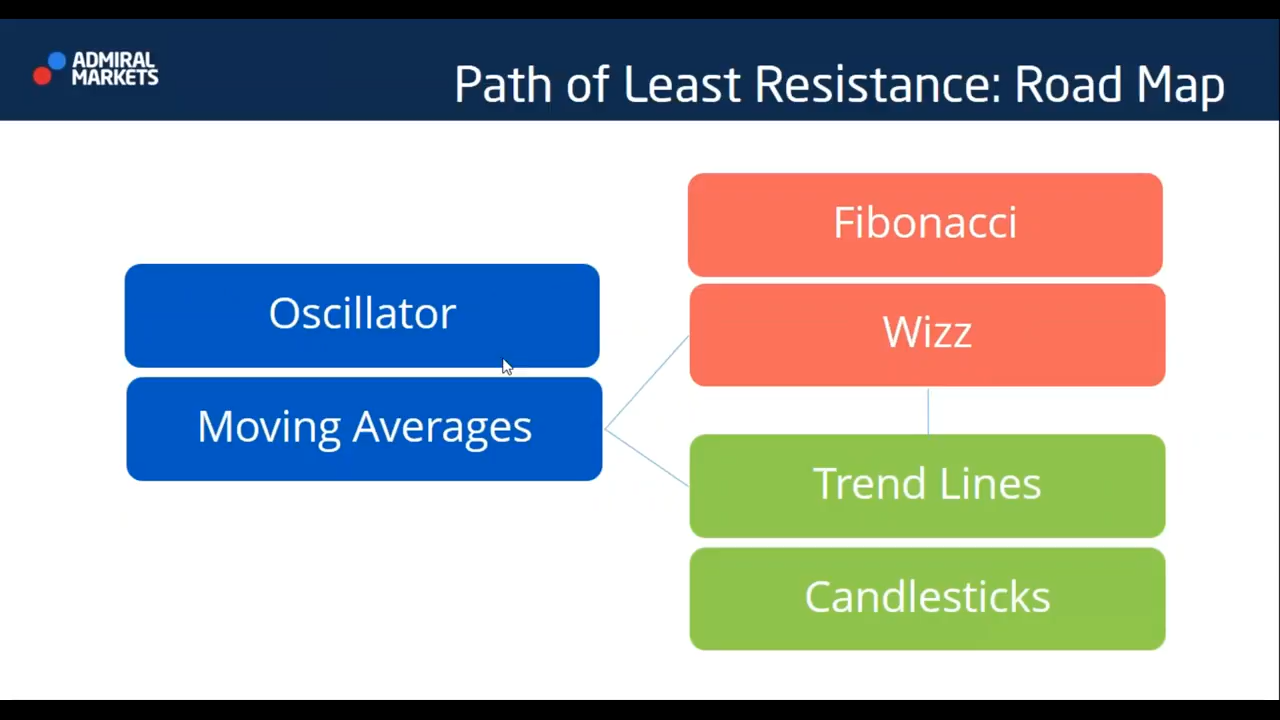 ADMIRAL
MARKETS
Path of Least Resistance: Road Map
Oscillator
Moving Averages
Fibonacci
Wizz
Trend Lines
Candlesticks